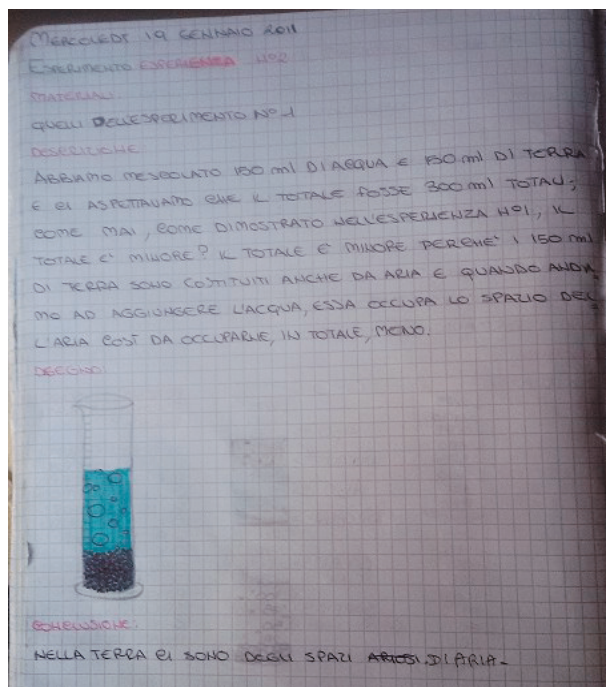 MERCOLEDÌ 19 GENNAIO 2011
ESPERIMENTO ESPERIENZA N°2
MATERIALI
QUELLI DELL'ESPERIMENTO N°1
DESCRIZIONE
ABBIAMO MESCOLATO 150 ml DI ACQUA E 150 ml DI TERRA
E CI ASPETTAVAMO CHE IL TOTALE FOSSE 300 ml TOTALI;
COME MAI, COME DIMOSTRATO NELL'ESPERIENZA N°1, IL
TOTALE E' MINORE? IL TOTALE E' MINORE PERCHE' I 150 ml
DI TERRA SONO COSTITUITI ANCHE DA ARIA E QUANDO ANDIA
MO AD AGGIUNGERE L'ACQUA, ESSA OCCUPA LO SPAZIO DEL
L'ARIA COSÌ DA OCCUPARNE, IN TOTALE, MENO.
DISEGNO:
CONCLUSIONE:
NELLA TERRA CI SONO DEGLI SPAZI ARIOSI DI ARIA.